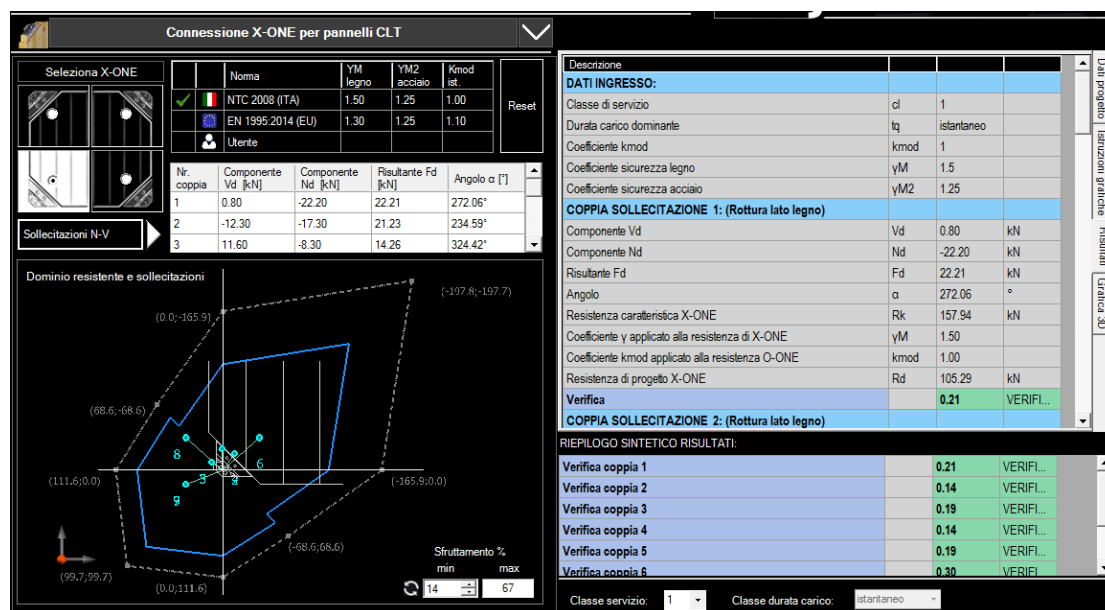 Connessione X-ONE per pannelli CLT
Seleziona X-ONE
Norma YM legno YM2 acciaio Kmod ist.
NTC 2008 (ITA) 1.50 1.25 1.00
EN 1995:2014 (EU) 1.30 1.25 1.10
Utente
Reset
Nr. coppia Componente Vd [kN] Componente Nd [kN] Risultante Fd [kN] Angolo α [°]
1 0.80 -22.20 22.21 272.06°
2 -12.30 -17.30 21.23 234.59°
3 11.60 -8.30 14.26 324.42°
Sollecitazioni N-V
Dominio resistente e sollecitazioni
(-197.8;-197.7)
(0.0;-165.9)
(68.6;-68.6)
8
6
3
(111.6;0.0)
(-165.9;0.0)
(-68.6;68.6)
(99.7;99.7)
(0.0;111.6)
Sfruttamento %
min max
14 67
Descrizione
DATI INGRESSO:
Classe di servizio cl 1
Durata carico dominante tq istantaneo
Coefficiente kmod kmod 1
Coefficiente sicurezza legno γM 1.5
Coefficiente sicurezza acciaio γM2 1.25
COPPIA SOLLECITAZIONE 1: (Rottura lato legno)
Componente Vd Vd 0.80 kN
Componente Nd Nd -22.20 kN
Risultante Fd Fd 22.21 kN
Angolo α 272.06 °
Resistenza caratteristica X-ONE Rk 157.94 kN
Coefficiente γ applicato alla resistenza di X-ONE γM 1.50
Coefficiente kmod applicato alla resistenza O-ONE kmod 1.00
Resistenza di progetto X-ONE Rd 105.29 kN
Verifica 0.21 VERIFI...
COPPIA SOLLECITAZIONE 2: (Rottura lato legno)
Dati progetto
Istruzioni grafiche
Risultati
Grafica 3D
RIEPILOGO SINTETICO RISULTATI:
Verifica coppia 1 0.21 VERIFI...
Verifica coppia 2 0.14 VERIFI...
Verifica coppia 3 0.19 VERIFI...
Verifica coppia 4 0.14 VERIFI...
Verifica coppia 5 0.19 VERIFI...
Verifica coppia 6 0.30 VERIFI...
Classe servizio: 1 Classe durata carico: istantaneo